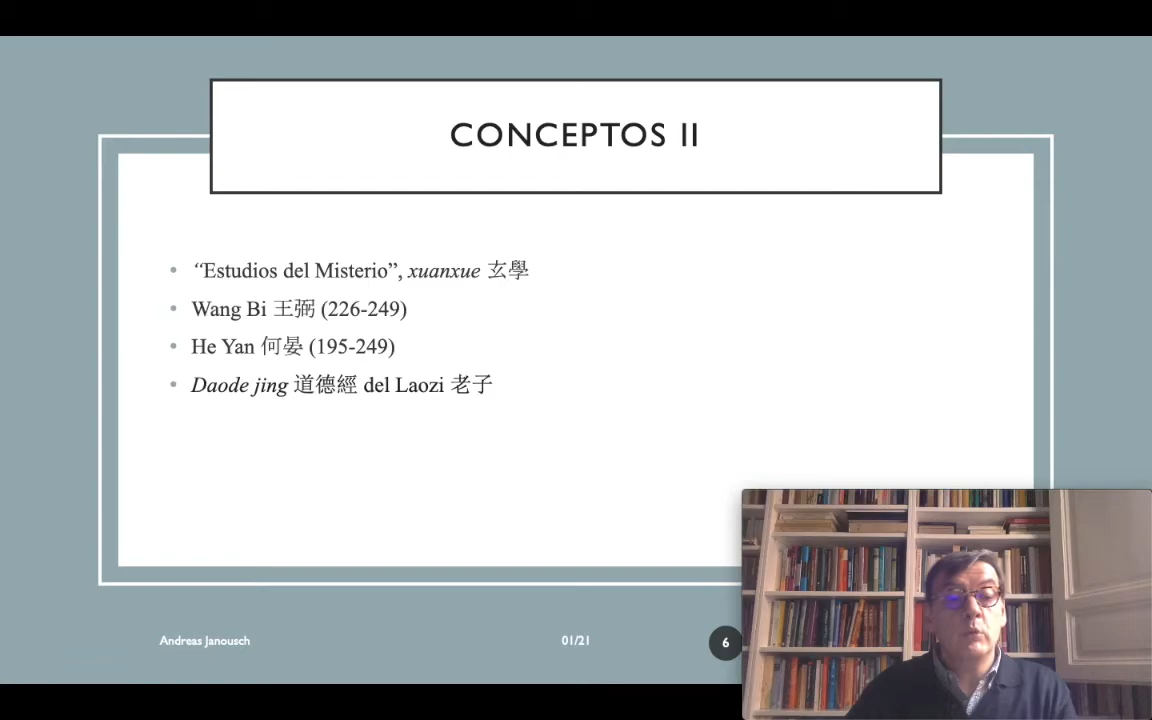 CONCEPTOS II
• “Estudios del Misterio”, xuanxue 玄學
• Wang Bi 王弼 (226-249)
• He Yan 何晏 (195-249)
• Daode jing 道德經 del Laozi 老子
Andreas Janousch 01/21 6